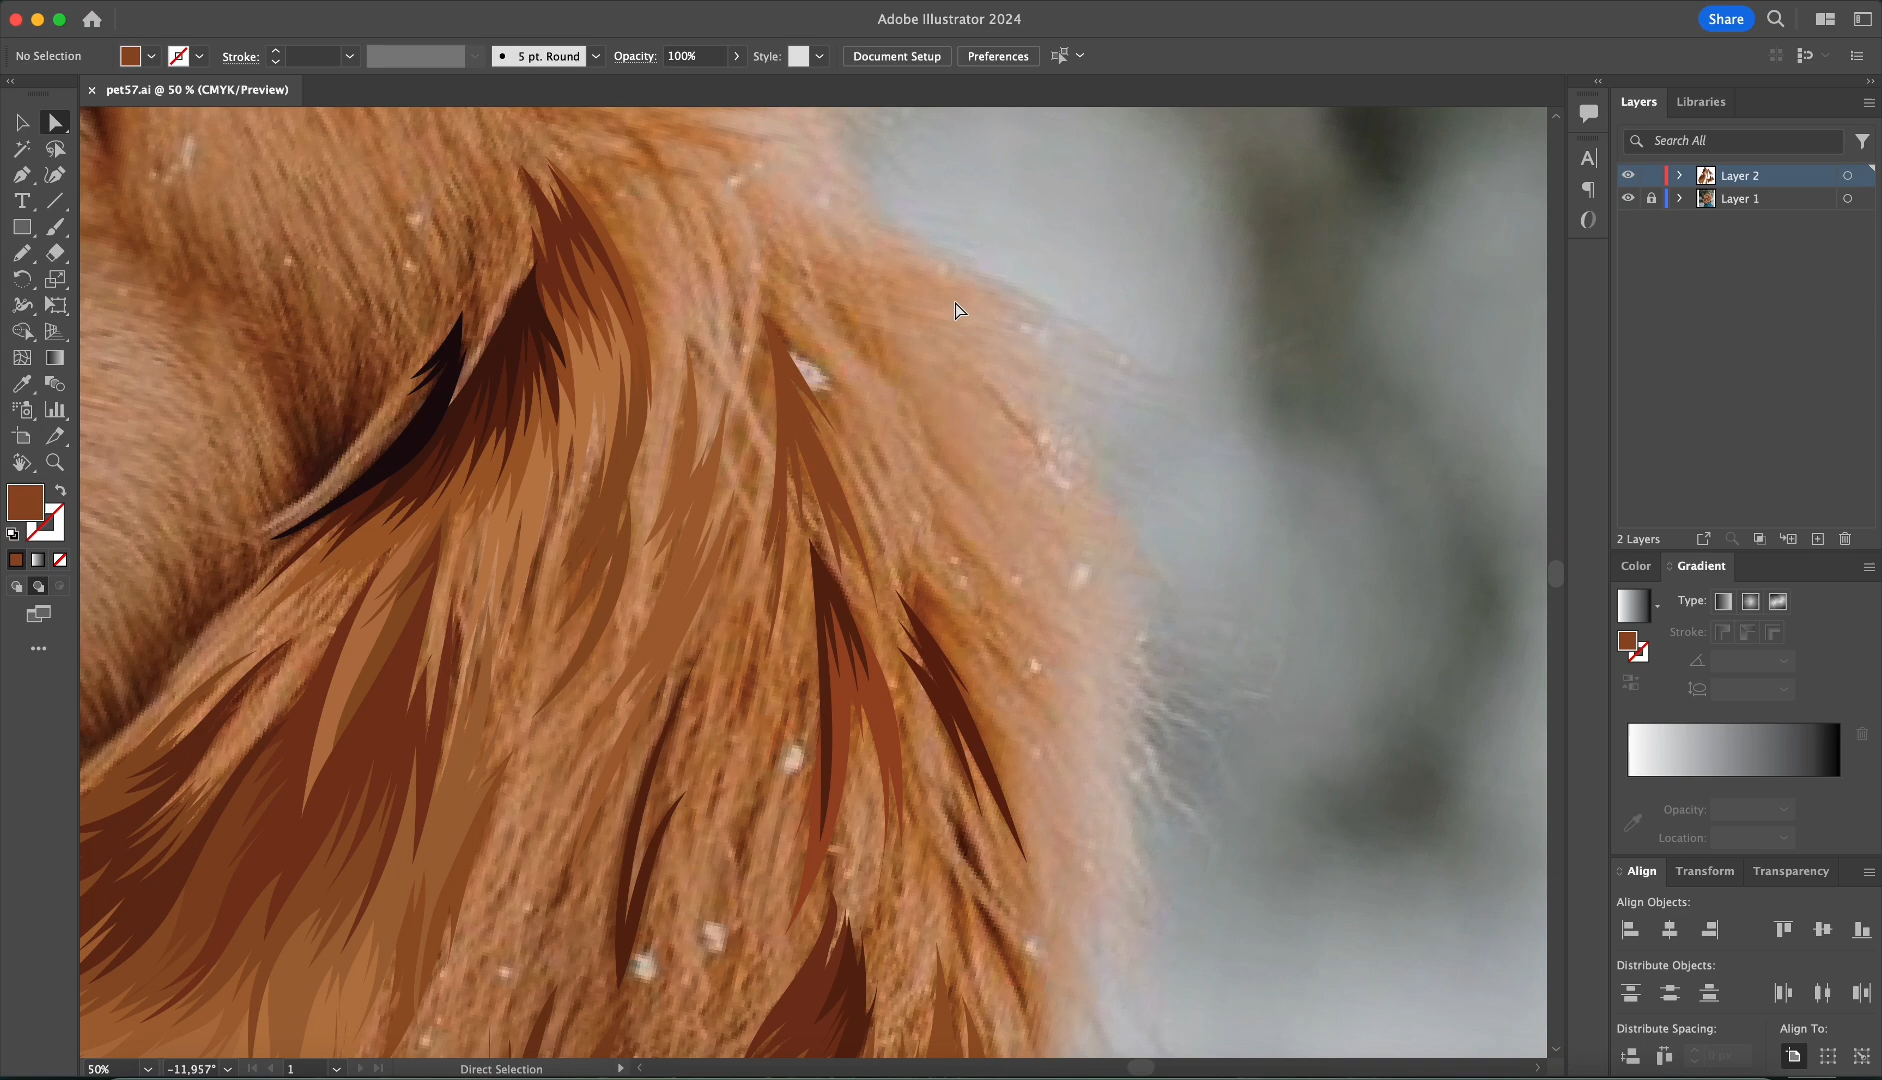 Adobe Illustrator 2024
Share
No Selection
Stroke:
5 pt. Round
Opacity: 100%
Style:
Document Setup
Preferences
pet57.ai @ 50 % (CMYK/Preview)
Layers
Libraries
Search All
Layer 2
Layer 1
2 Layers
Color
Gradient
Type:
Stroke:
Opacity:
Location:
Align
Transform
Transparency
Align Objects:
Distribute Objects:
Distribute Spacing:
Align To:
0 px
50%
-11,957°
1
Direct Selection